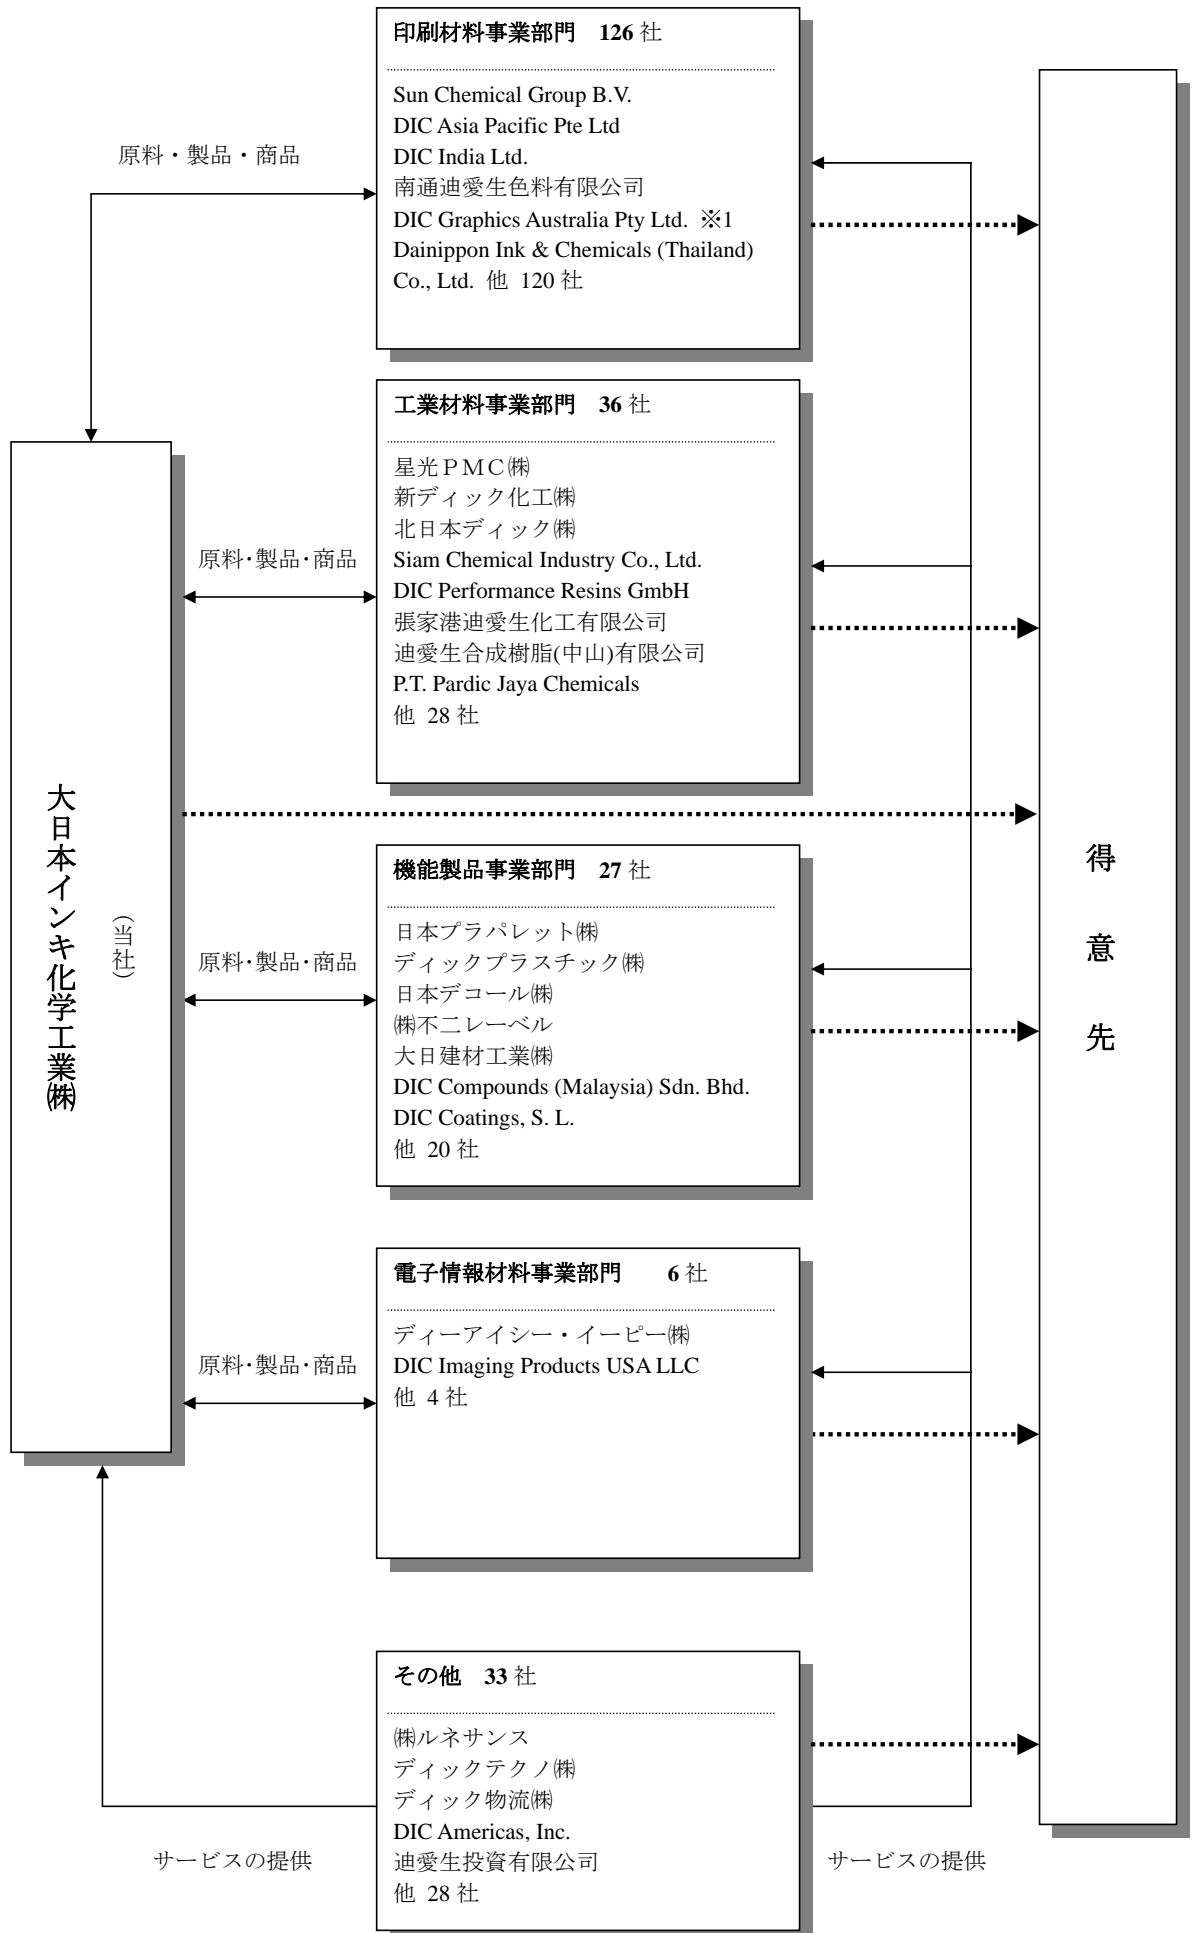 印刷材料事業部門 126 社
Sun Chemical Group B.V.
DIC Asia Pacific Pte Ltd
DIC India Ltd.
南通迪愛生色料有限公司
DIC Graphics Australia Pty Ltd. ※1
Dainippon Ink & Chemicals (Thailand)
Co., Ltd. 他 120 社
原料・製品・商品
工業材料事業部門 36 社
星光ＰＭＣ㈱
新ディック化工㈱
北日本ディック㈱
Siam Chemical Industry Co., Ltd.
DIC Performance Resins GmbH
張家港迪愛生化工有限公司
迪愛生合成樹脂(中山)有限公司
P.T. Pardic Jaya Chemicals
他 28 社
原料･製品･商品
大日本インキ化学工業㈱
（当社）
機能製品事業部門 27 社
日本プラパレット㈱
ディックプラスチック㈱
日本デコール㈱
㈱不二レーベル
大日建材工業㈱
DIC Compounds (Malaysia) Sdn. Bhd.
DIC Coatings, S. L.
他 20 社
原料･製品･商品
得意先
電子情報材料事業部門 6 社
ディーアイシー・イーピー㈱
DIC Imaging Products USA LLC
他 4 社
原料･製品･商品
その他 33 社
㈱ルネサンス
ディックテクノ㈱
ディック物流㈱
DIC Americas, Inc.
迪愛生投資有限公司
他 28 社
サービスの提供
サービスの提供